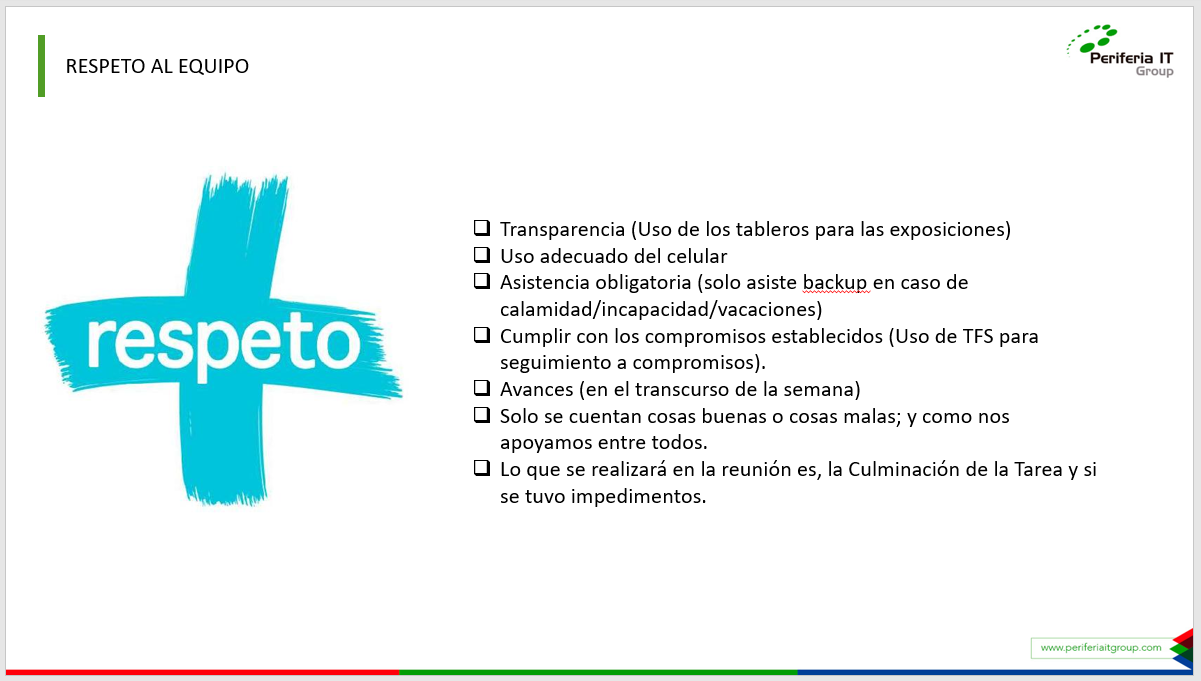 RESPETO AL EQUIPO
Periferia IT
Group
respeto
Transparencia (Uso de los tableros para las exposiciones)
Uso adecuado del celular
Asistencia obligatoria (solo asiste backup en caso de
calamidad/incapacidad/vacaciones)
Cumplir con los compromisos establecidos (Uso de TFS para
seguimiento a compromisos).
Avances (en el transcurso de la semana)
Solo se cuentan cosas buenas o cosas malas; y como nos
apoyamos entre todos.
Lo que se realizará en la reunión es, la Culminación de la Tarea y si
se tuvo impedimentos.
www.periferiaitgroup.com